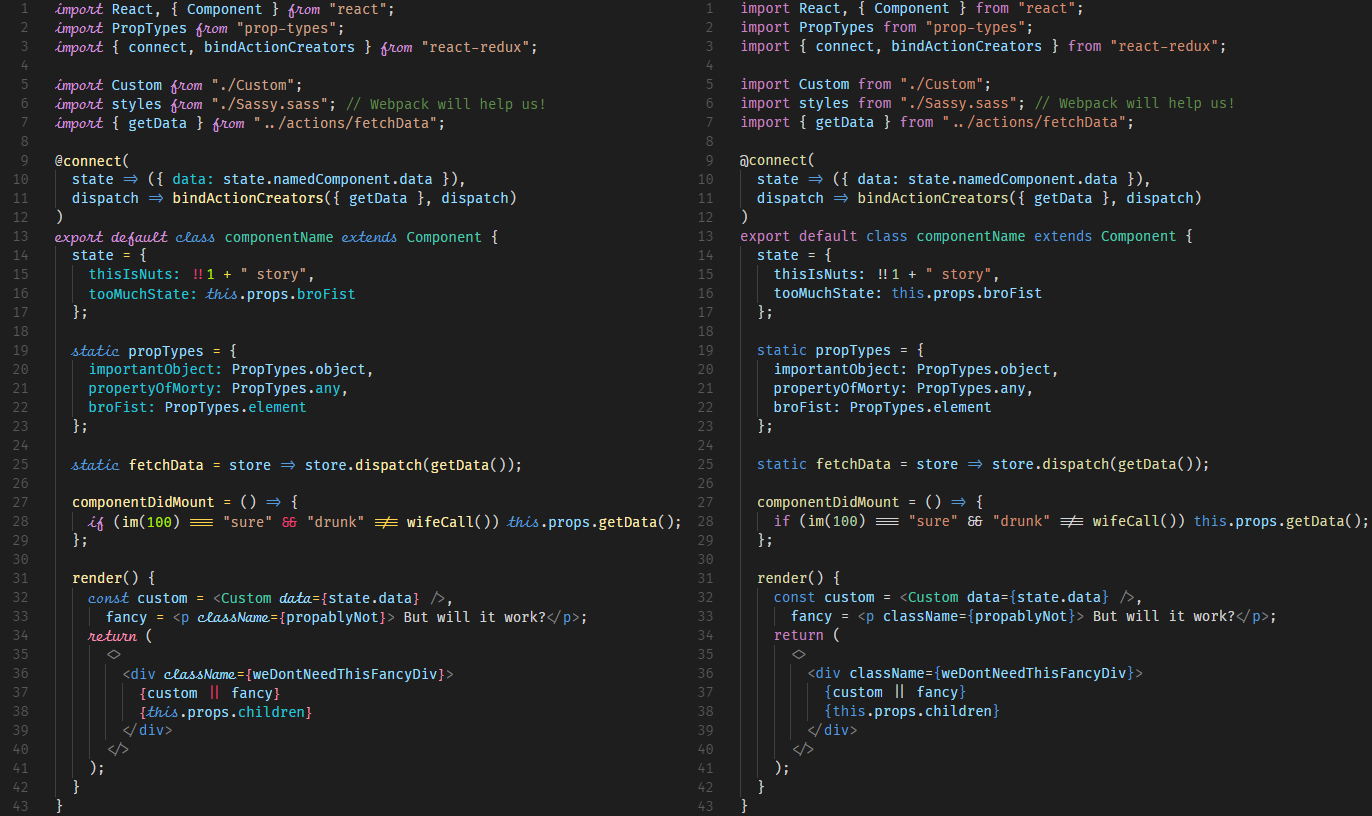 1 import React, { Component } from "react";
2 import PropTypes from "prop-types";
3 import { connect, bindActionCreators } from "react-redux";
4
5 import Custom from "./Custom";
6 import styles from "./Sassy.sass"; // Webpack will help us!
7 import { getData } from "../actions/fetchData";
8
9 @connect(
10 state => ({ data: state.namedComponent.data }),
11 dispatch => bindActionCreators({ getData }, dispatch)
12 )
13 export default class componentName extends Component {
14 state = {
15 thisIsNuts: !!1 + " story",
16 tooMuchState: this.props.broFist
17 };
18
19 static propTypes = {
20 importantObject: PropTypes.object,
21 propertyOfMorty: PropTypes.any,
22 broFist: PropTypes.element
23 };
24
25 static fetchData = store => store.dispatch(getData());
26
27 componentDidMount = () => {
28 if (im(100) === "sure" && "drunk" !== wifeCall()) this.props.getData();
29 };
30
31 render() {
32 const custom = <Custom data={state.data} />,
33 fancy = <p className={propablyNot}> But will it work?</p>;
34 return (
35 <>
36 <div className={weDontNeedThisFancyDiv}>
37 {custom || fancy}
38 {this.props.children}
39 </div>
40 </>
41 );
42 }
43 }
1 import React, { Component } from "react";
2 import PropTypes from "prop-types";
3 import { connect, bindActionCreators } from "react-redux";
4
5 import Custom from "./Custom";
6 import styles from "./Sassy.sass"; // Webpack will help us!
7 import { getData } from "../actions/fetchData";
8
9 @connect(
10 state => ({ data: state.namedComponent.data }),
11 dispatch => bindActionCreators({ getData }, dispatch)
12 )
13 export default class componentName extends Component {
14 state = {
15 thisIsNuts: !!1 + " story",
16 tooMuchState: this.props.broFist
17 };
18
19 static propTypes = {
20 importantObject: PropTypes.object,
21 propertyOfMorty: PropTypes.any,
22 broFist: PropTypes.element
23 };
24
25 static fetchData = store => store.dispatch(getData());
26
27 componentDidMount = () => {
28 if (im(100) === "sure" && "drunk" !== wifeCall()) this.props.getData();
29 };
30
31 render() {
32 const custom = <Custom data={state.data} />,
33 fancy = <p className={propablyNot}> But will it work?</p>;
34 return (
35 <>
36 <div className={weDontNeedThisFancyDiv}>
37 {custom || fancy}
38 {this.props.children}
39 </div>
40 </>
41 );
42 }
43 }